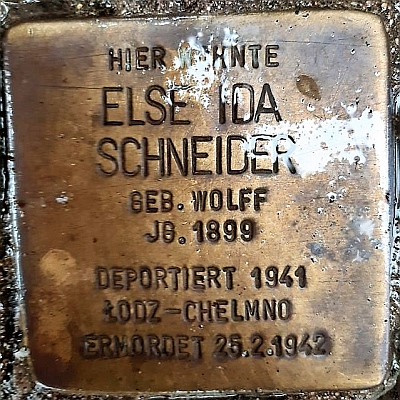 HIER WOHNTE
ELSE IDA
SCHNEIDER
GEB. WOLFF
JG. 1899
DEPORTIERT 1941
ŁODZ-CHELMNO
ERMORDET 25.2.1942